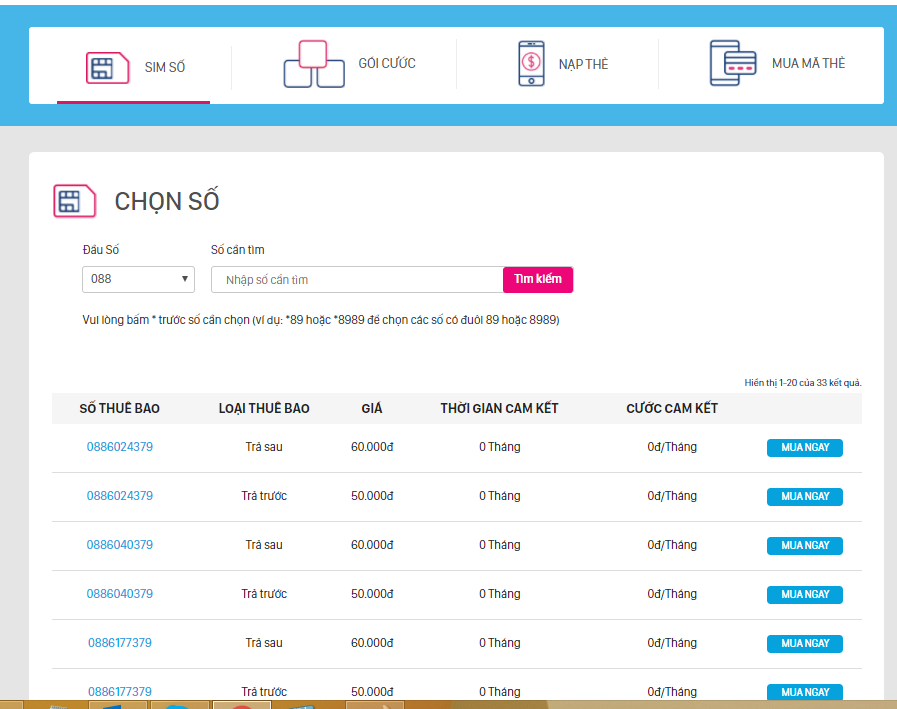 SIM SỐ
GÓI CƯỚC
NẠP THẺ
MUA MÃ THẺ
CHỌN SỐ
Đầu Số
Số cần tìm
088
Nhập số cần tìm
Tìm kiếm
Vui lòng bấm * trước số cần chọn (ví dụ: *89 hoặc *8989 để chọn các số có đuôi 89 hoặc 8989)
Hiển thị 1-20 của 33 kết quả.
SỐ THUÊ BAO LOẠI THUÊ BAO GIÁ THỜI GIAN CAM KẾT CƯỚC CAM KẾT
0886024379 Trả sau 60.000đ 0 Tháng 0đ/Tháng MUA NGAY
0886024379 Trả trước 50.000đ 0 Tháng 0đ/Tháng MUA NGAY
0886040379 Trả sau 60.000đ 0 Tháng 0đ/Tháng MUA NGAY
0886040379 Trả trước 50.000đ 0 Tháng 0đ/Tháng MUA NGAY
0886177379 Trả sau 60.000đ 0 Tháng 0đ/Tháng MUA NGAY
0886177379 Trả trước 50.000đ 0 Tháng 0đ/Tháng MUA NGAY